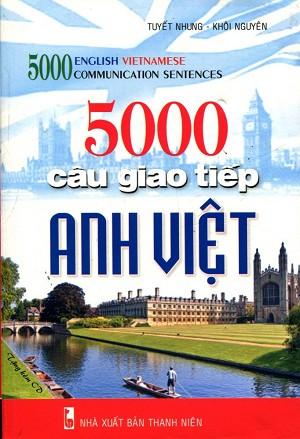 TUYẾT NHUNG - KHÔI NGUYÊN
5000 ENGLISH VIETNAMESE
COMMUNICATION SENTENCES
5000
câu giao tiếp
ANH VIỆT
Tặng kèm CD
NHÀ XUẤT BẢN THANH NIÊN